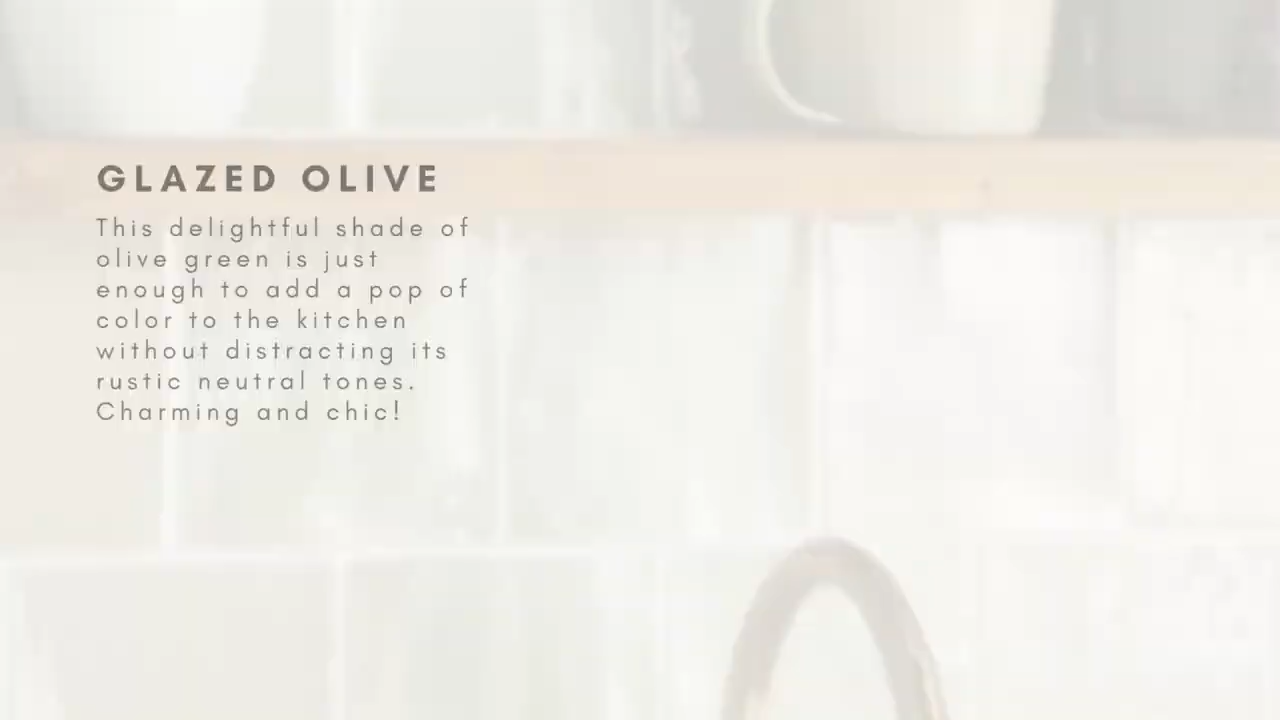 GLAZED OLIVE
This delightful shade of
olive green is just
enough to add a pop of
color to the kitchen
without distracting its
rustic neutral tones.
Charming and chic!